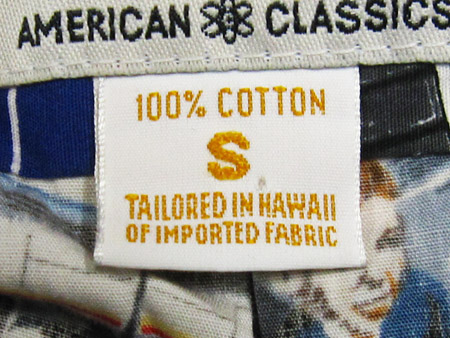 AMERICAN CLASSICS
100% COTTON
S
TAILORED IN HAWAII
OF IMPORTED FABRIC